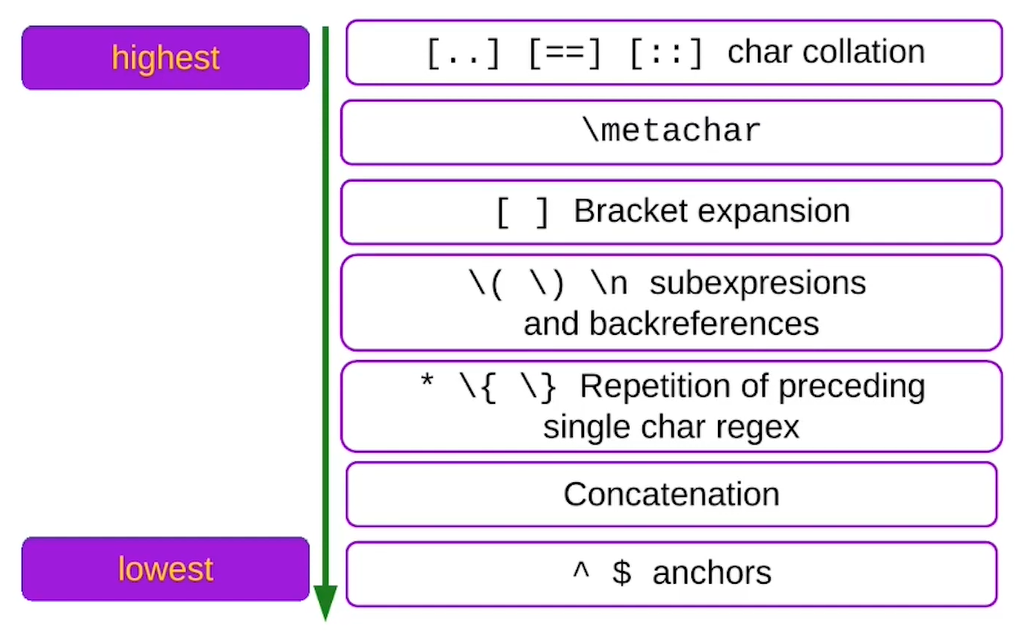 highest
[..] [==] [::] char collation
\metachar
[ ] Bracket expansion
\( \) \n subexpresions
and backreferences
* \{ \} Repetition of preceding
single char regex
Concatenation
lowest
^ $ anchors